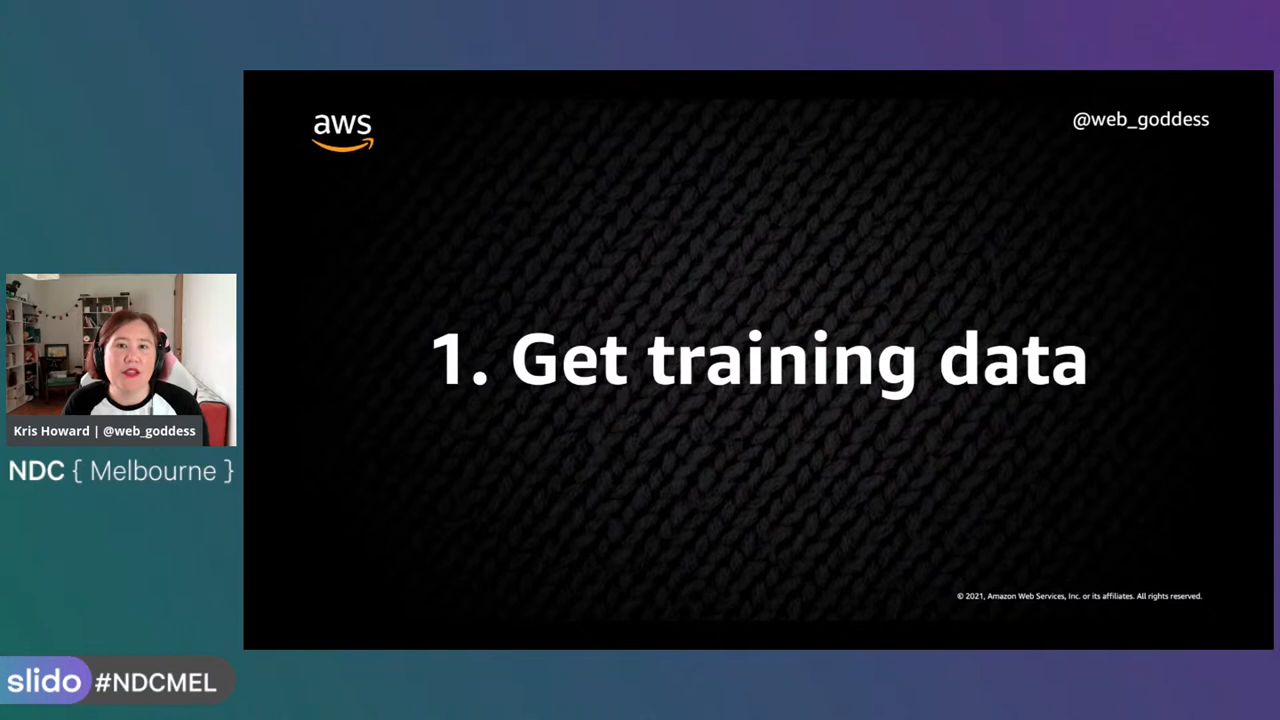 aws
@web_goddess
1. Get training data
Kris Howard | @web_goddess
NDC { Melbourne }
© 2021, Amazon Web Services, Inc. or its affiliates. All rights reserved.
slido #NDCMEL